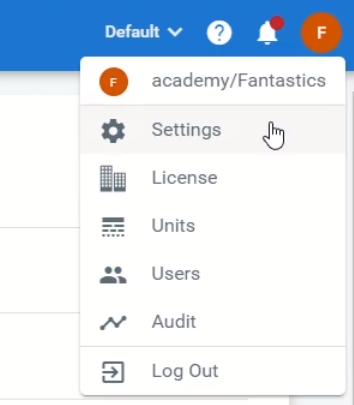 Default ? F
F academy/Fantastics
Settings
License
Units
Users
Audit
Log Out